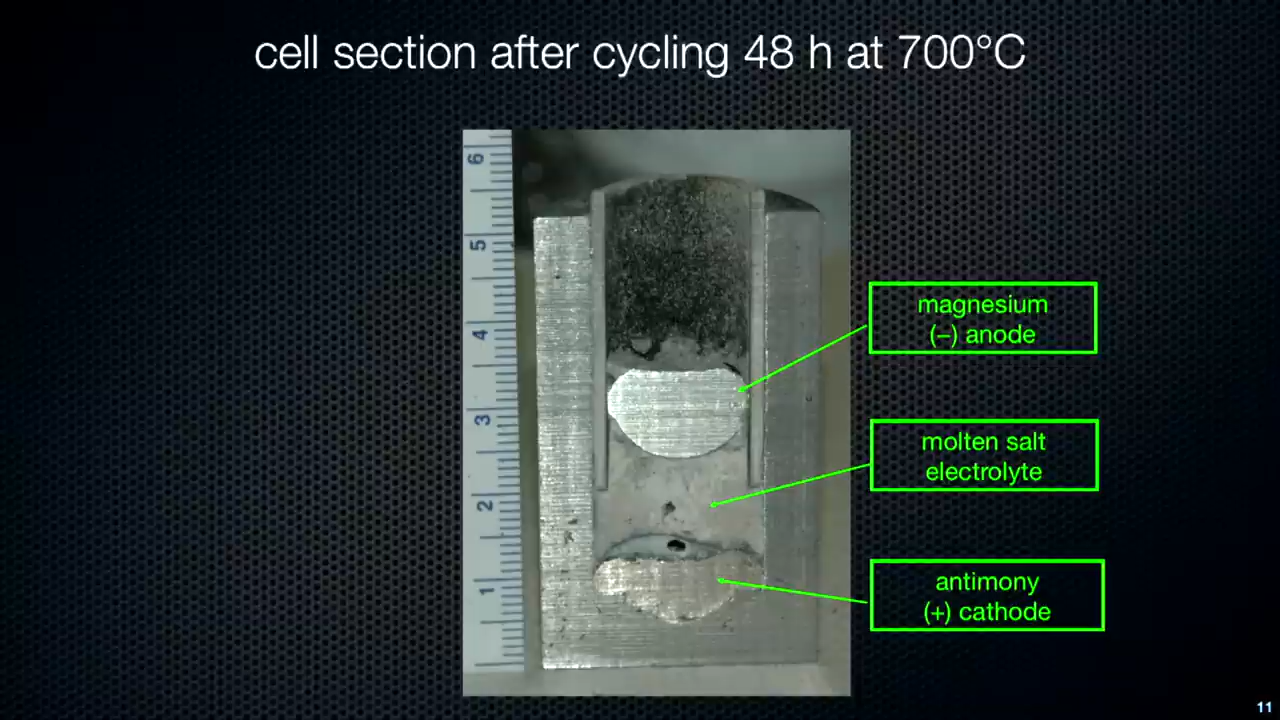 cell section after cycling 48 h at 700°C
6
5
4
3
2
1
magnesium
(–) anode
molten salt
electrolyte
antimony
(+) cathode
11